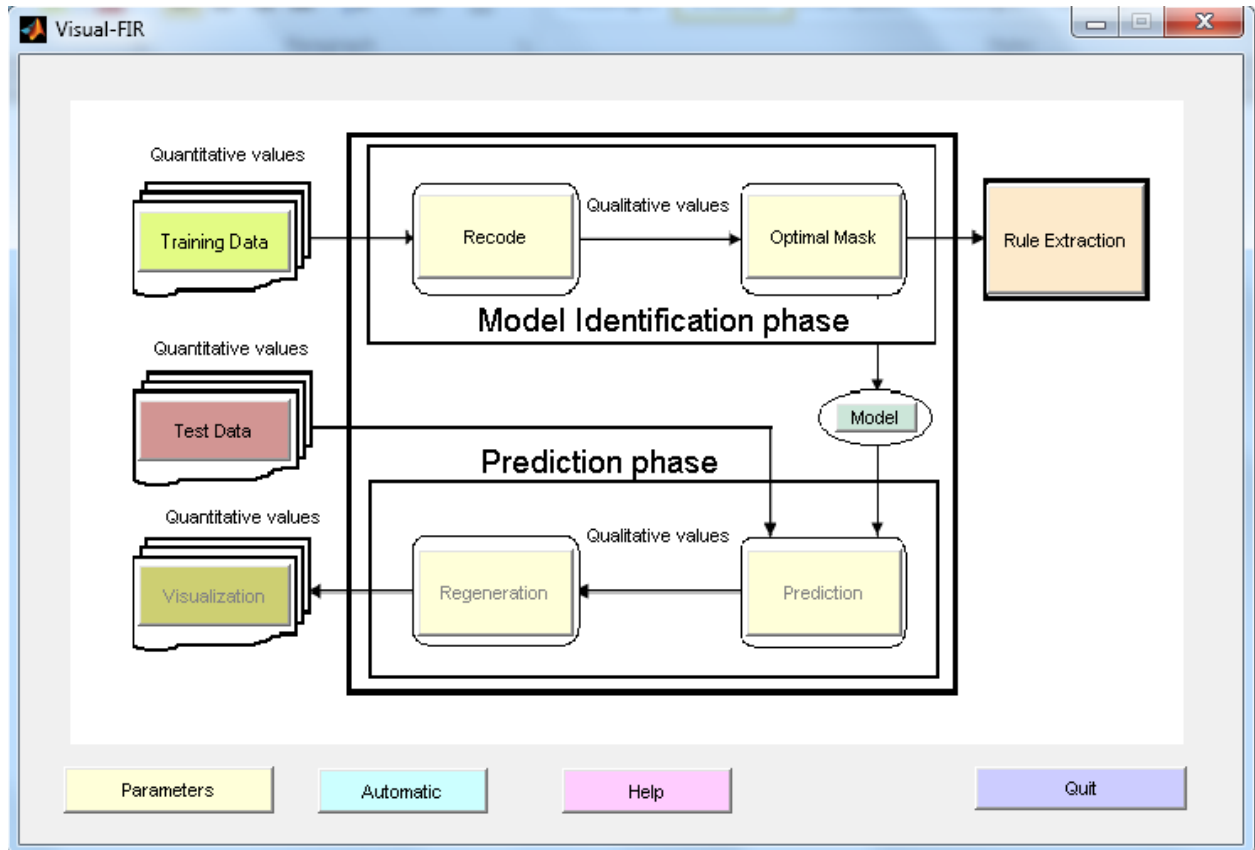 Visual-FIR
Quantitative values
Training Data
Recode
Qualitative values
Optimal Mask
Rule Extraction
Model Identification phase
Quantitative values
Test Data
Model
Prediction phase
Quantitative values
Visualization
Regeneration
Qualitative values
Prediction
Parameters
Automatic
Help
Quit